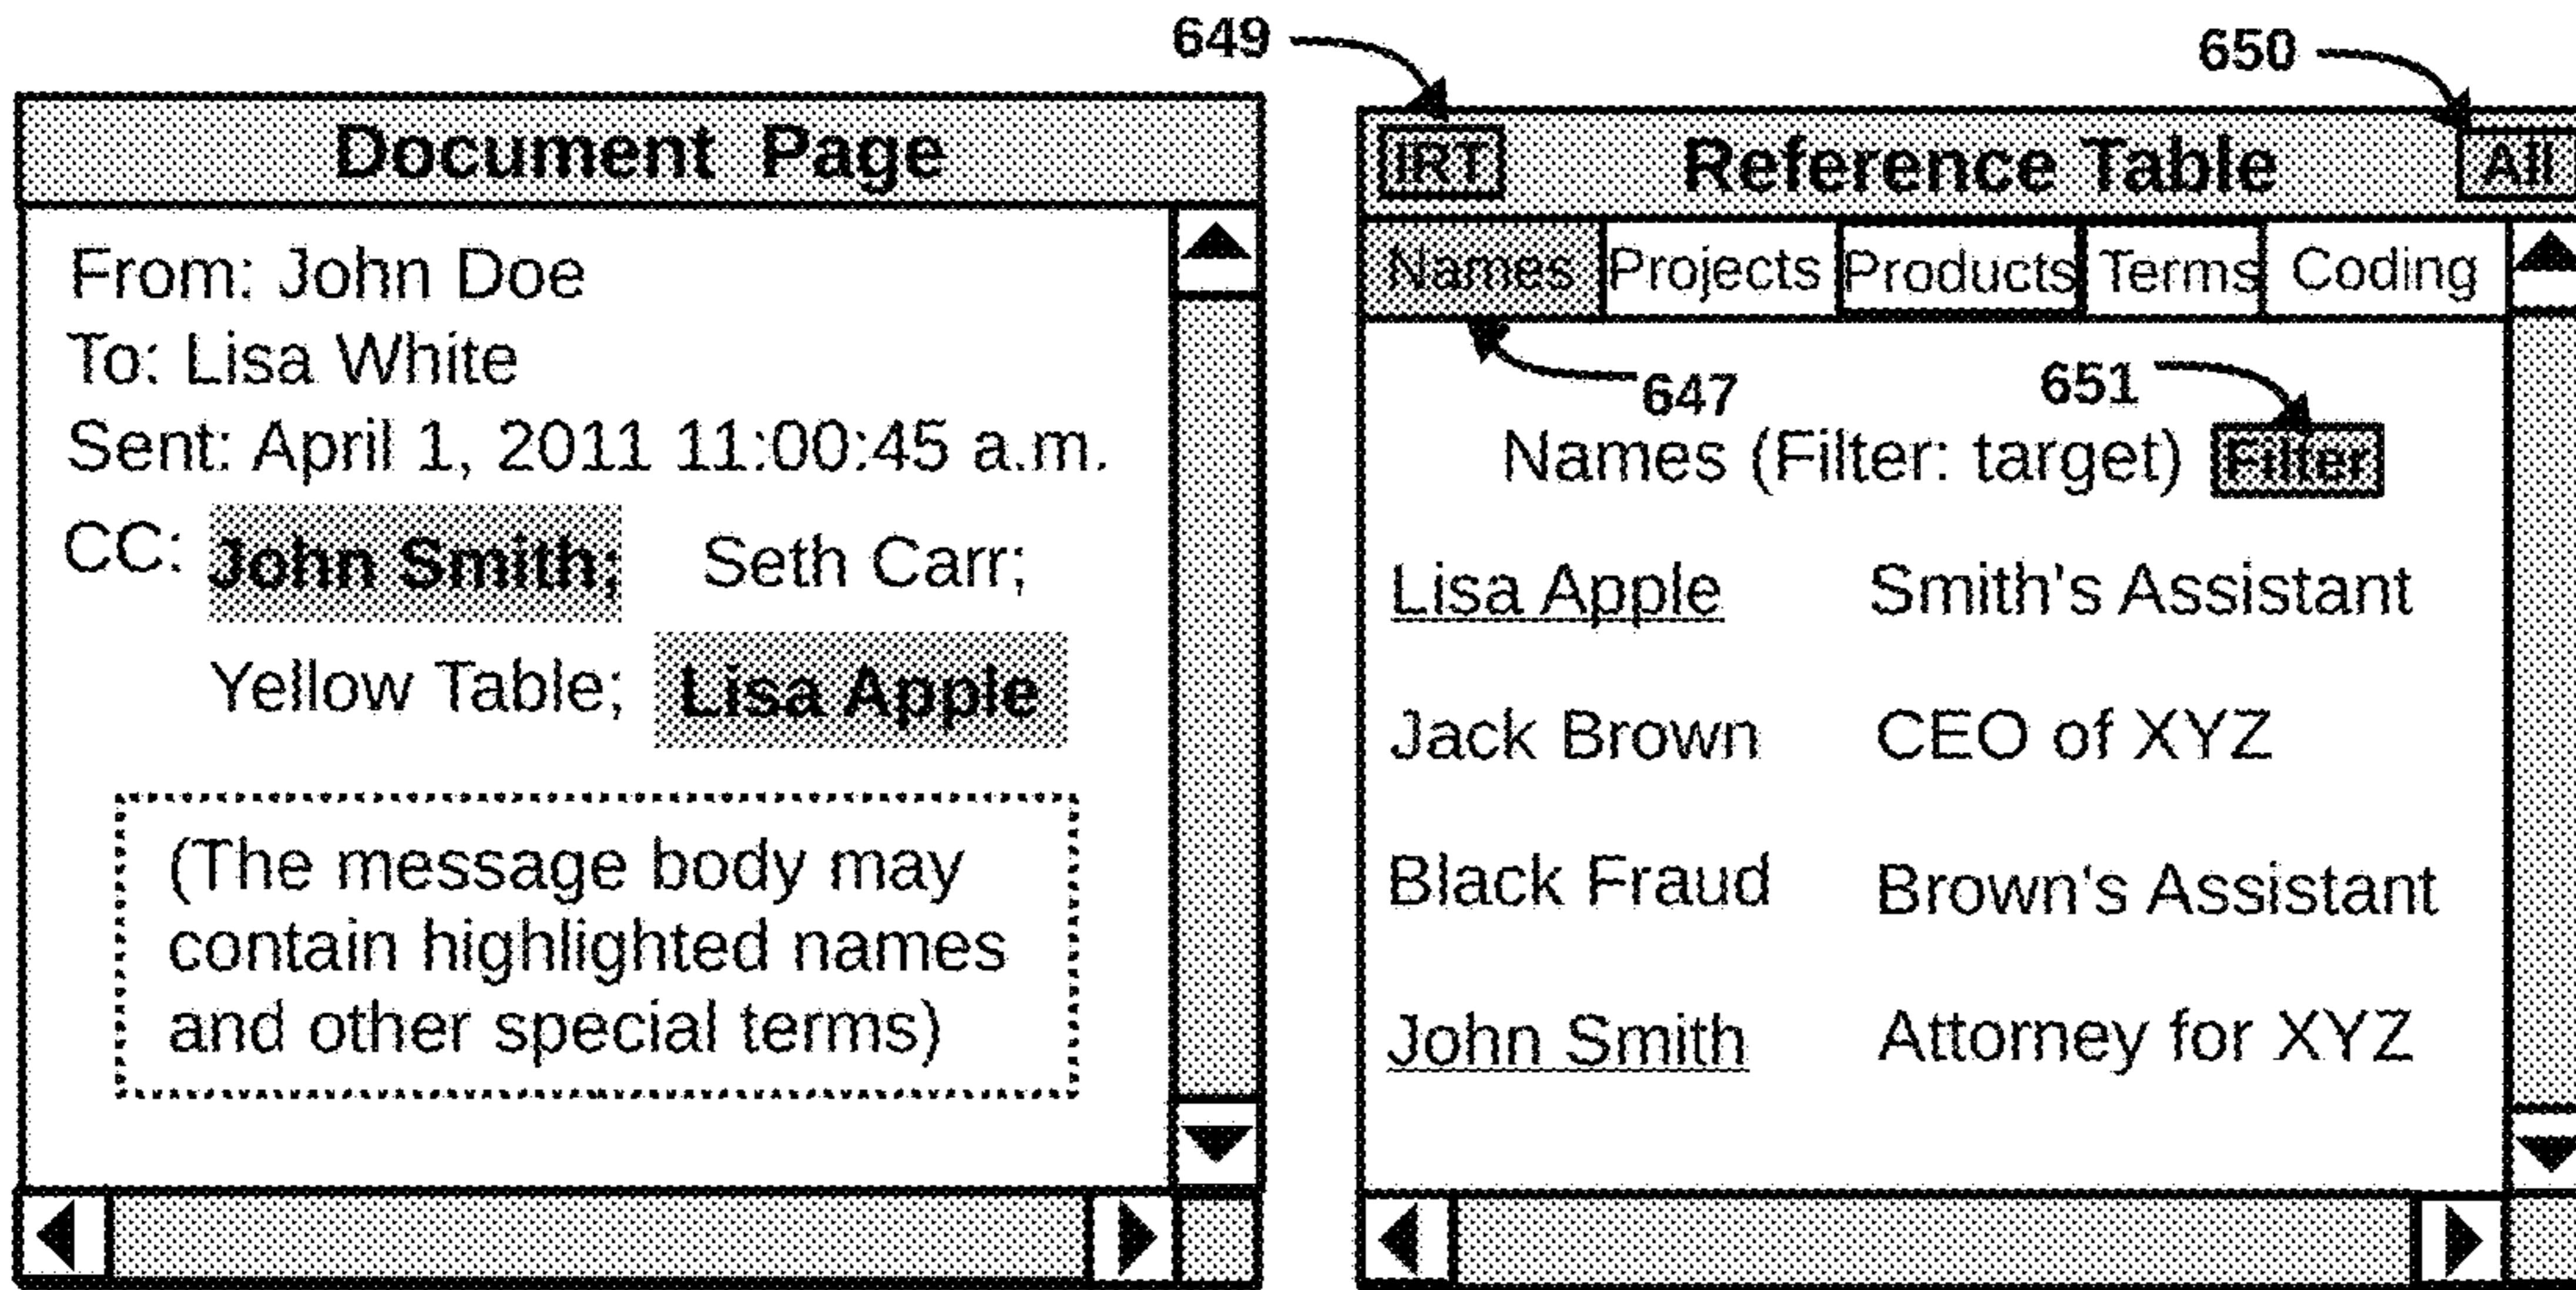 649
650
Document Page
From: John Doe
To: Lisa White
Sent: April 1, 2011 11:00:45 a.m.
CC: John Smith; Seth Carr;
Yellow Table; Lisa Apple
(The message body may
contain highlighted names
and other special terms)
IRT Reference Table All
Names Projects Products Terms Coding
647
651
Names (Filter: target) Filter
Lisa Apple Smith's Assistant
Jack Brown CEO of XYZ
Black Fraud Brown's Assistant
John Smith Attorney for XYZ